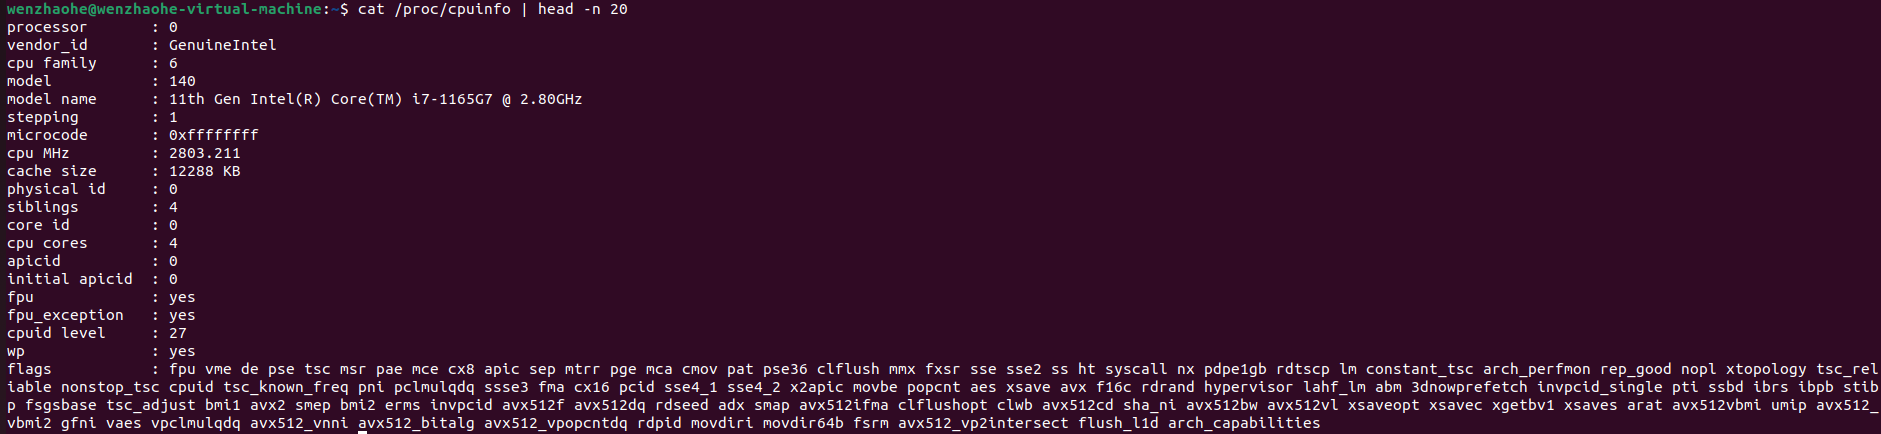 wenzhaohe@wenzhaohe-virtual-machine:~$ cat /proc/cpuinfo | head -n 20
processor       : 0
vendor_id       : GenuineIntel
cpu family      : 6
model           : 140
model name      : 11th Gen Intel(R) Core(TM) i7-1165G7 @ 2.80GHz
stepping        : 1
microcode       : 0xffffffff
cpu MHz         : 2803.211
cache size      : 12288 KB
physical id     : 0
siblings        : 4
core id         : 0
cpu cores       : 4
apicid          : 0
initial apicid  : 0
fpu             : yes
fpu_exception   : yes
cpuid level     : 27
wp              : yes
flags           : fpu vme de pse tsc msr pae mce cx8 apic sep mtrr pge mca cmov pat pse36 clflush mmx fxsr sse sse2 ss ht syscall nx pdpe1gb rdtscp lm constant_tsc arch_perfmon rep_good nopl xtopology tsc_rel
iable nonstop_tsc cpuid tsc_known_freq pni pclmulqdq ssse3 fma cx16 pcid sse4_1 sse4_2 x2apic movbe popcnt aes xsave avx f16c rdrand hypervisor lahf_lm abm 3dnowprefetch invpcid_single pti ssbd ibrs ibpb stib
p fsgsbase tsc_adjust bmi1 avx2 smep bmi2 erms invpcid avx512f avx512dq rdseed adx smap avx512ifma clflushopt clwb avx512cd sha_ni avx512bw avx512vl xsaveopt xsavec xgetbv1 xsaves arat avx512vbmi umip avx512_
vbmi2 gfni vaes vpclmulqdq avx512_vnni avx512_bitalg avx512_vpopcntdq rdpid movdiri movdir64b fsrm avx512_vp2intersect flush_l1d arch_capabilities